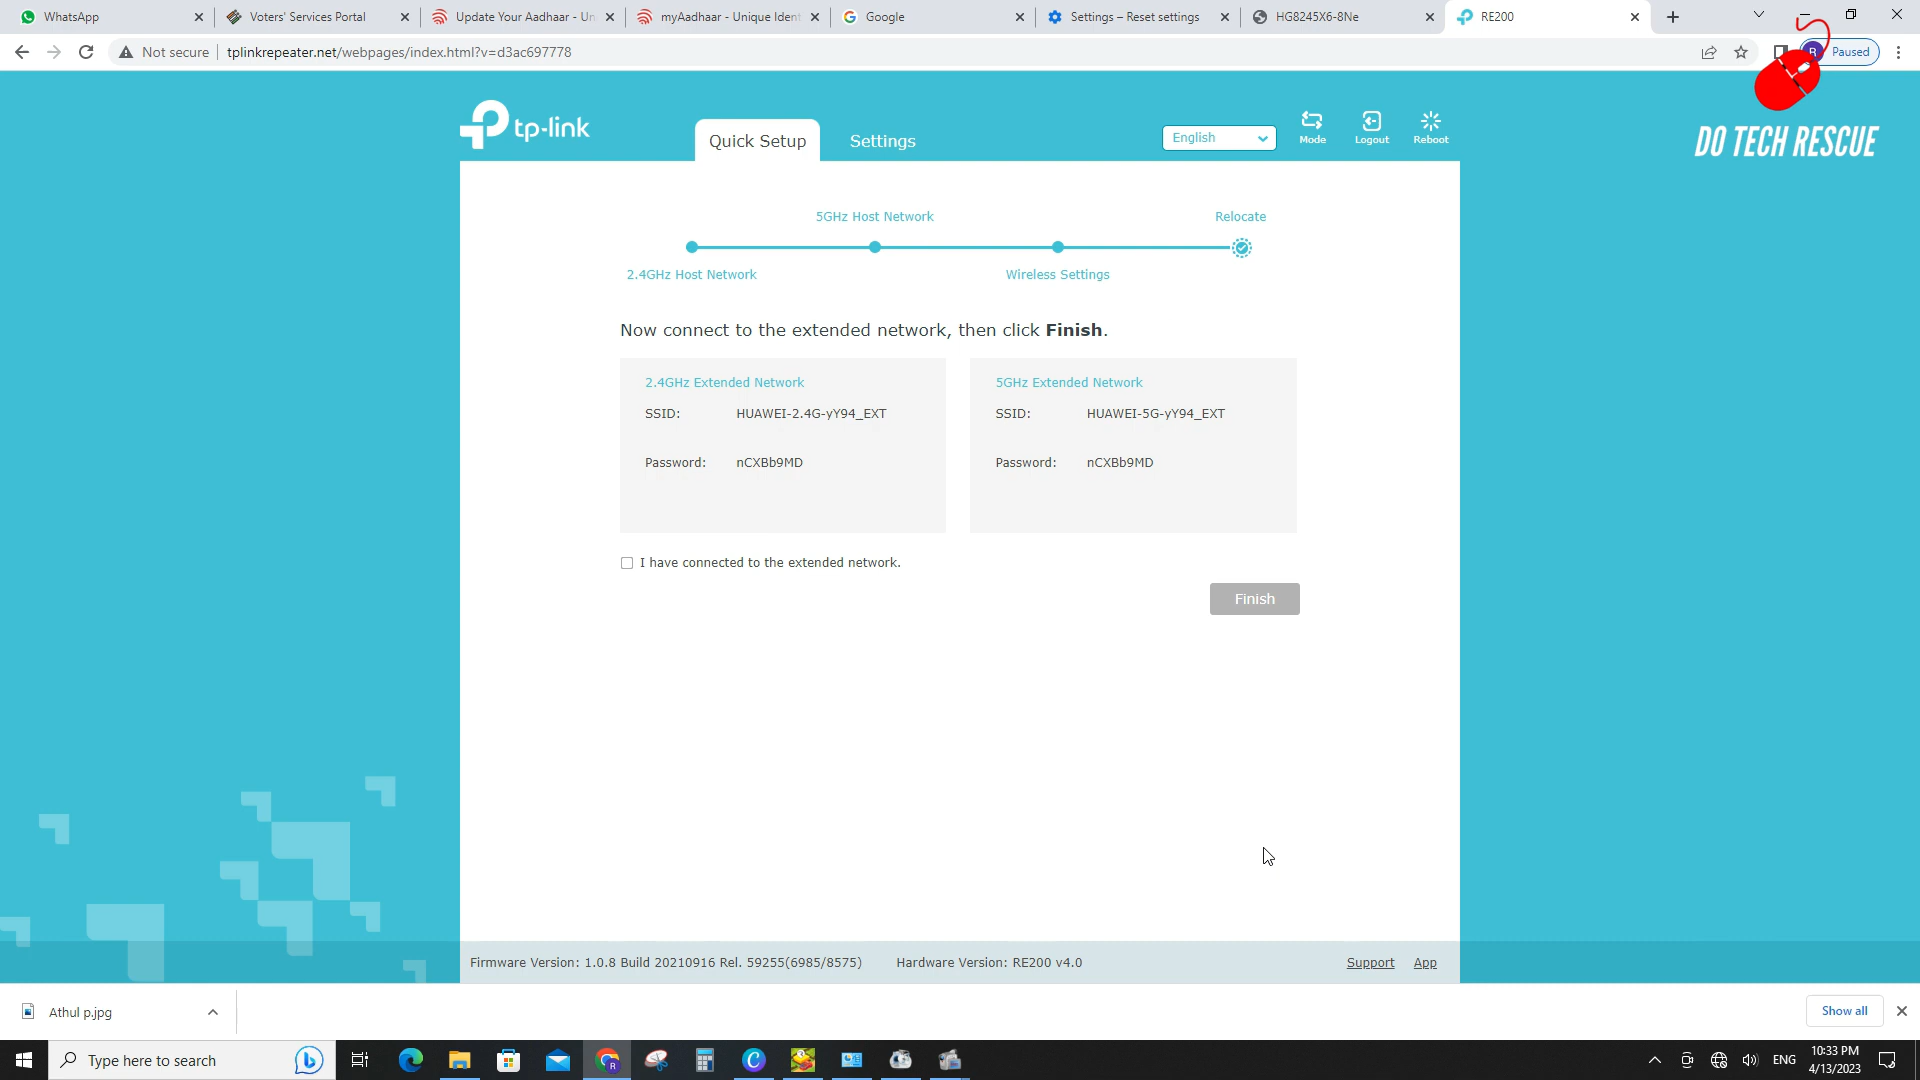 WhatsApp
Voters' Services Portal
Update Your Aadhaar - Un
myAadhaar - Unique Ident
Google
Settings – Reset settings
HG8245X6-8Ne
RE200
Not secure
tplinkrepeater.net/webpages/index.html?v=d3ac697778
R
Paused
tp-link
Quick Setup
Settings
English
Mode
Logout
Reboot
DO TECH RESCUE
5GHz Host Network
Relocate
2.4GHz Host Network
Wireless Settings
Now connect to the extended network, then click Finish.
2.4GHz Extended Network
SSID: HUAWEI-2.4G-yY94_EXT
Password: nCXBb9MD
5GHz Extended Network
SSID: HUAWEI-5G-yY94_EXT
Password: nCXBb9MD
I have connected to the extended network.
Finish
Firmware Version: 1.0.8 Build 20210916 Rel. 59255(6985/8575)
Hardware Version: RE200 v4.0
Support
App
Athul p.jpg
Show all
Type here to search
ENG
10:33 PM
4/13/2023